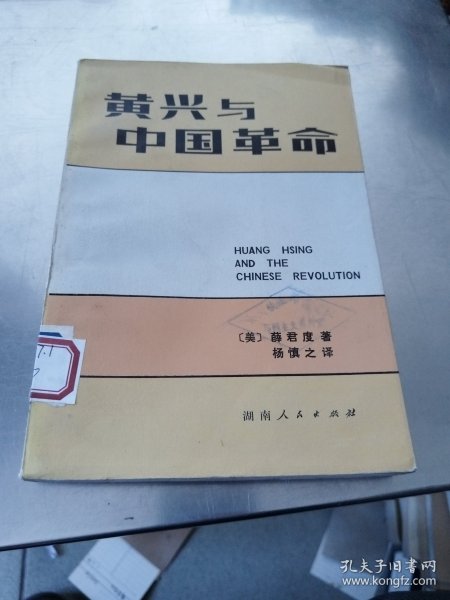 黄兴与
中国革命
HUANG HSING
AND THE
CHINESE REVOLUTION
〔美〕薛君度著
杨慎之译
湖南人民出版社
孔夫子旧书网
www.kongfz.com